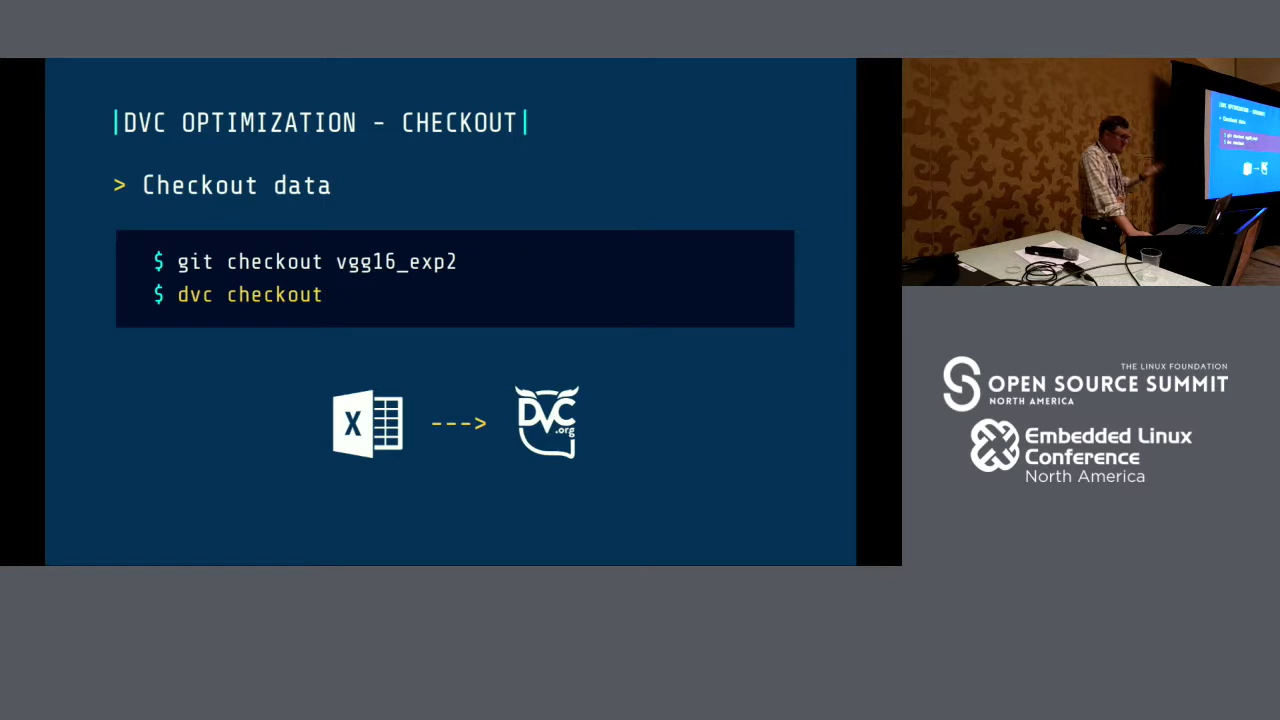 |DVC OPTIMIZATION - CHECKOUT|
> Checkout data
$ git checkout vgg16_exp2
$ dvc checkout
X
--->
DVC
.org
THE LINUX FOUNDATION
OPEN SOURCE SUMMIT
NORTH AMERICA
Embedded Linux
Conference
North America